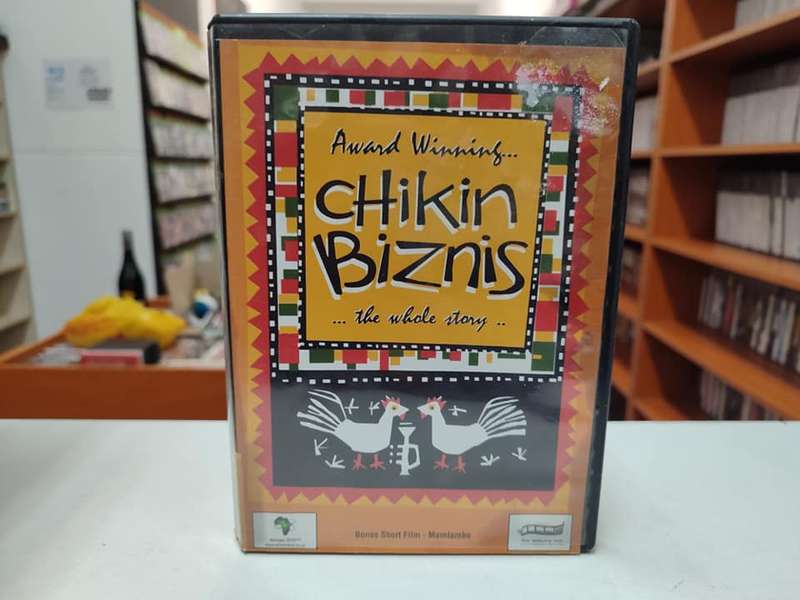 Award Winning...
CHiKin
Biznis
... the whole story ..
Bonus Short Film - Mamlambo